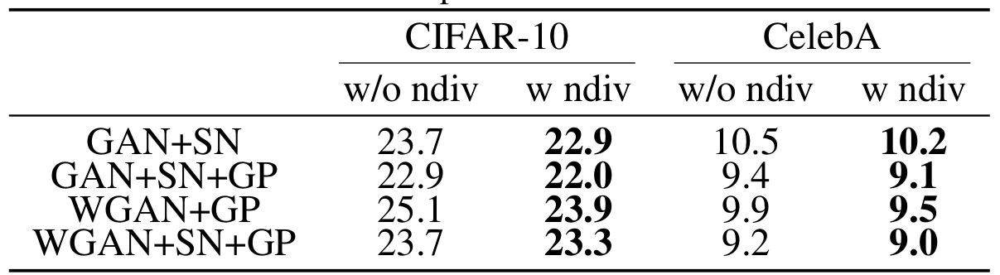 CIFAR-10 CelebA
w/o ndiv w ndiv w/o ndiv w ndiv
GAN+SN 23.7 22.9 10.5 10.2
GAN+SN+GP 22.9 22.0 9.4 9.1
WGAN+GP 25.1 23.9 9.9 9.5
WGAN+SN+GP 23.7 23.3 9.2 9.0